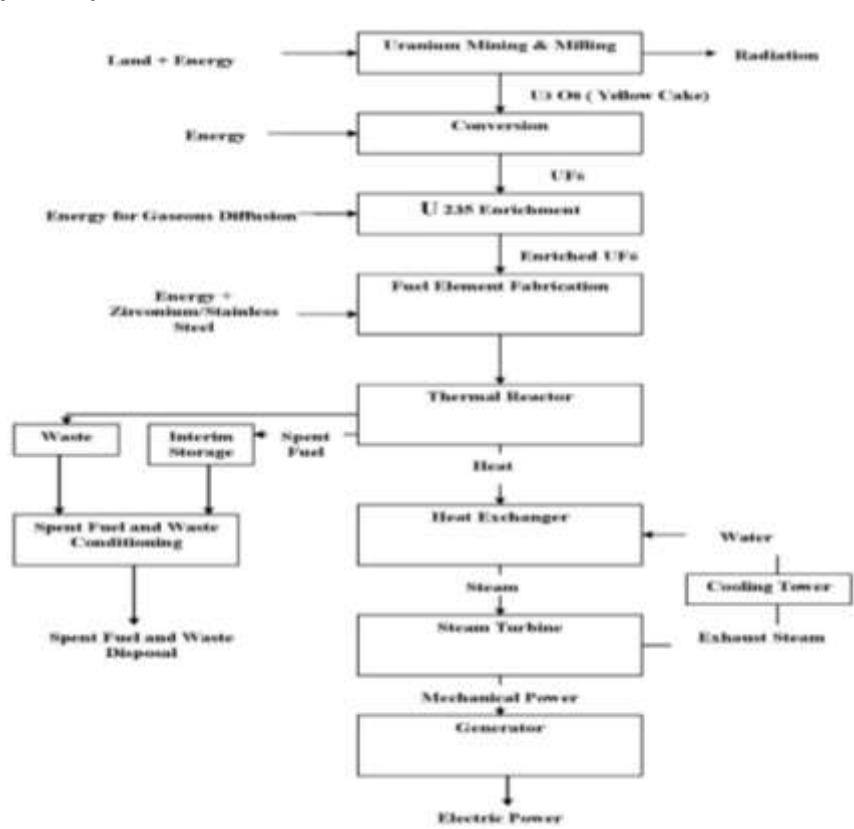 Uranium Mining & Milling
Land + Energy
Radiation
U3 O8 ( Yellow Cake)
Conversion
Energy
UF6
U 235 Enrichment
Energy for Gaseous Diffusion
Enriched UF6
Fuel Element Fabrication
Energy +
Zirconium/Stainless
Steel
Thermal Reactor
Waste
Interim
Storage
Spent
Fuel
Heat
Heat Exchanger
Spent Fuel and Waste
Conditioning
Water
Steam
Cooling Tower
Steam Turbine
Exhaust Steam
Spent Fuel and Waste
Disposal
Mechanical Power
Generator
Electric Power